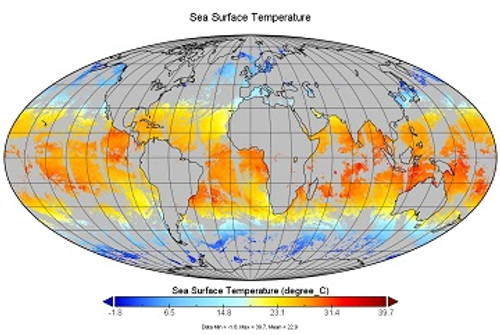 Sea Surface Temperature
Sea Surface Temperature (degree_C)
-1.8 6.5 14.8 23.1 31.4 39.7
Data Min = -1.8, Max = 39.7, Mean = 22.9